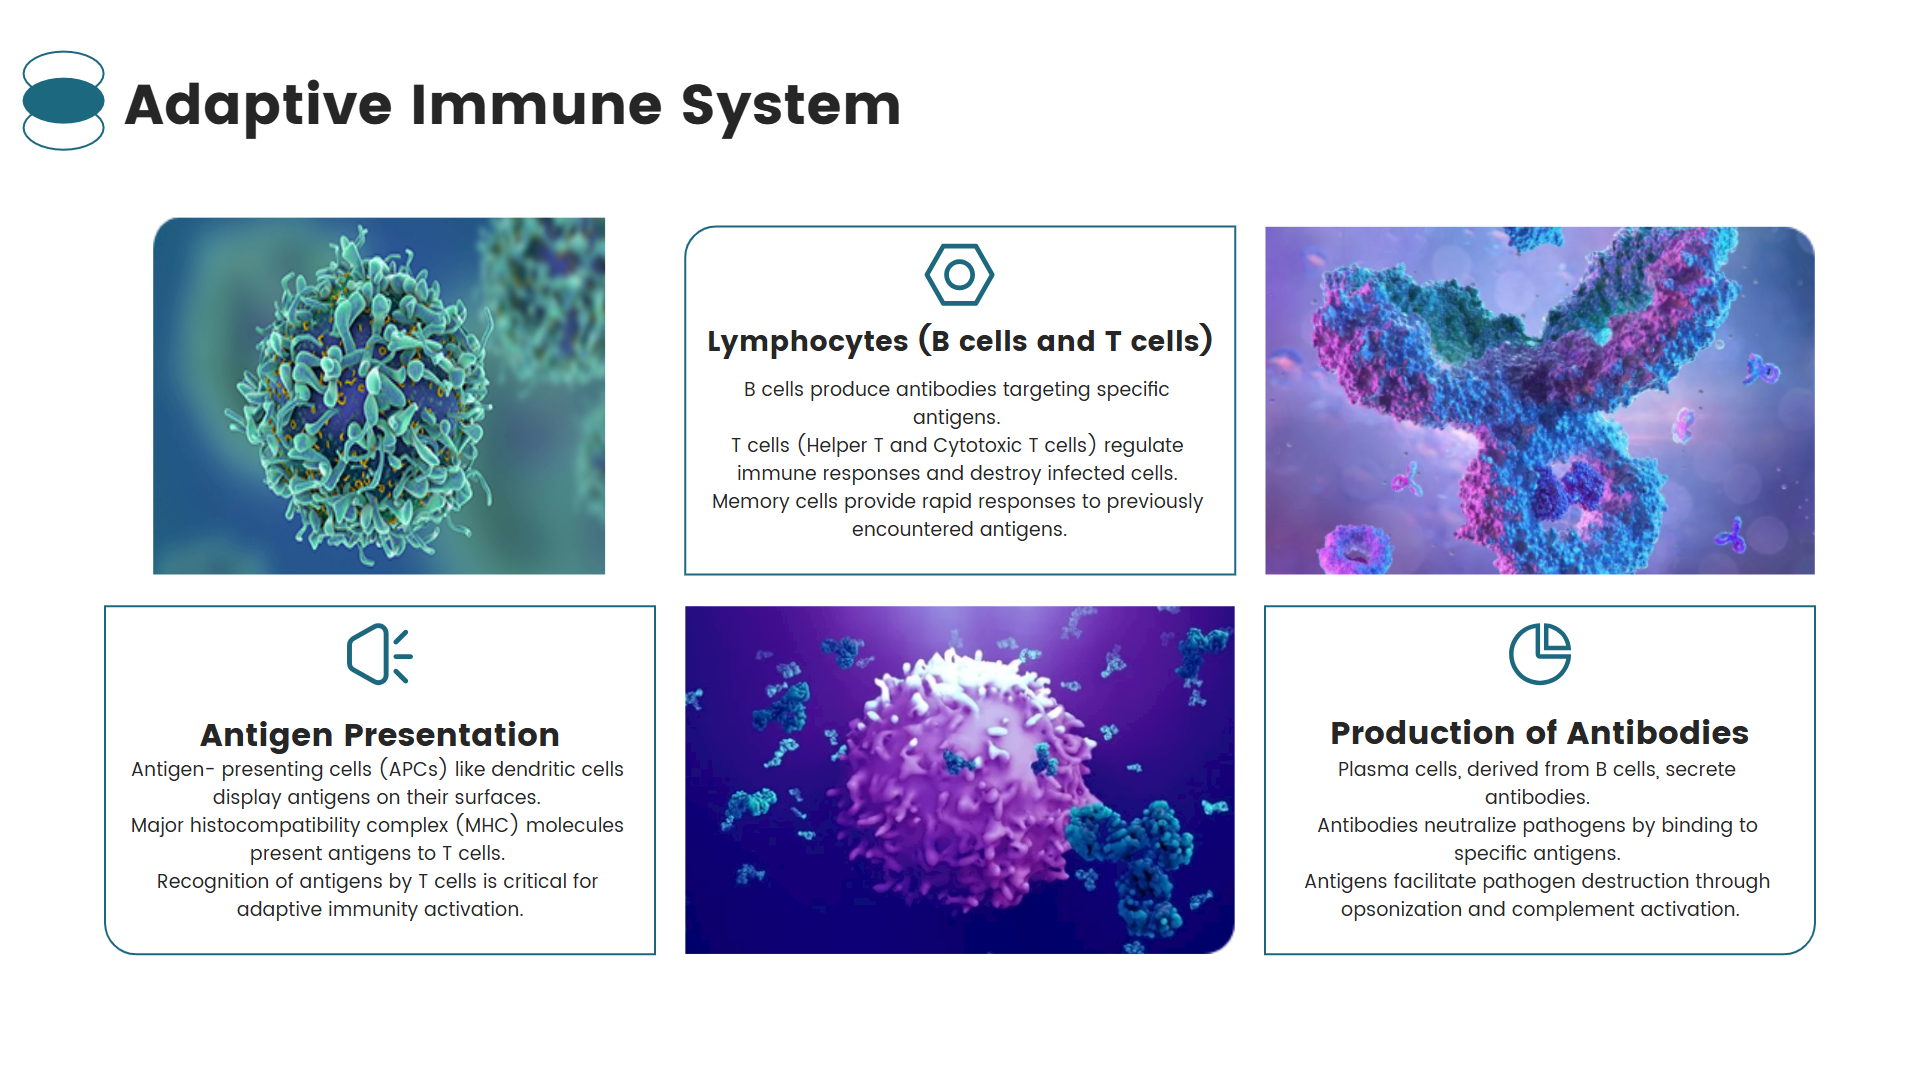 Adaptive Immune System
Lymphocytes (B cells and T cells)
B cells produce antibodies targeting specific
antigens.
T cells (Helper T and Cytotoxic T cells) regulate
immune responses and destroy infected cells.
Memory cells provide rapid responses to previously
encountered antigens.
Antigen Presentation
Antigen- presenting cells (APCs) like dendritic cells
display antigens on their surfaces.
Major histocompatibility complex (MHC) molecules
present antigens to T cells.
Recognition of antigens by T cells is critical for
adaptive immunity activation.
Production of Antibodies
Plasma cells, derived from B cells, secrete
antibodies.
Antibodies neutralize pathogens by binding to
specific antigens.
Antigens facilitate pathogen destruction through
opsonization and complement activation.